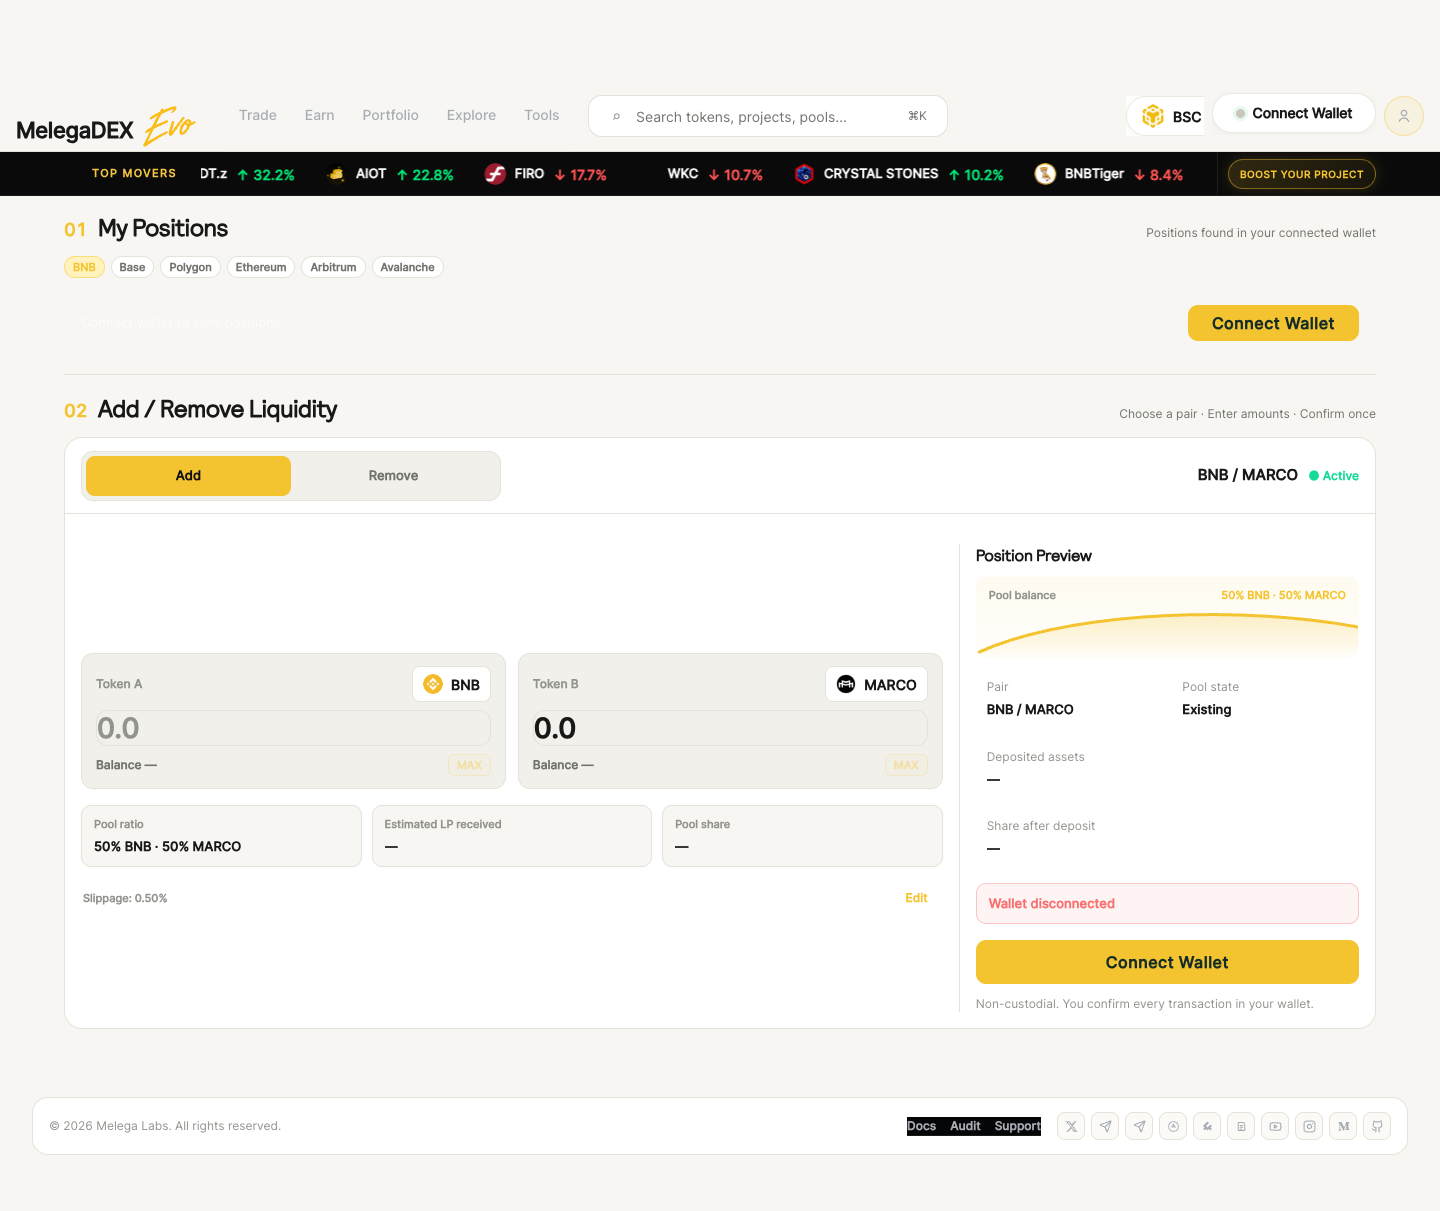 MelegaDEX Evo
Trade Earn Portfolio Explore Tools
Search tokens, projects, pools... ⌘K
BSC
Connect Wallet
TOP MOVERS
DT.z ↑ 32.2% AIOT ↑ 22.8% FIRO ↓ 17.7% WKC ↓ 10.7% CRYSTAL STONES ↑ 10.2% BNBTiger ↓ 8.4%
BOOST YOUR PROJECT
01 My Positions
Positions found in your connected wallet
BNB Base Polygon Ethereum Arbitrum Avalanche
Connect wallet to view positions
Connect Wallet
02 Add / Remove Liquidity
Choose a pair · Enter amounts · Confirm once
Add Remove
BNB / MARCO Active
Token A BNB
0.0
Balance — MAX
Token B MARCO
0.0
Balance — MAX
Pool ratio
50% BNB · 50% MARCO
Estimated LP received
—
Pool share
—
Slippage: 0.50% Edit
Position Preview
Pool balance 50% BNB · 50% MARCO
Pair
BNB / MARCO
Pool state
Existing
Deposited assets
—
Share after deposit
—
Wallet disconnected
Connect Wallet
Non-custodial. You confirm every transaction in your wallet.
© 2026 Melega Labs. All rights reserved.
Docs Audit Support